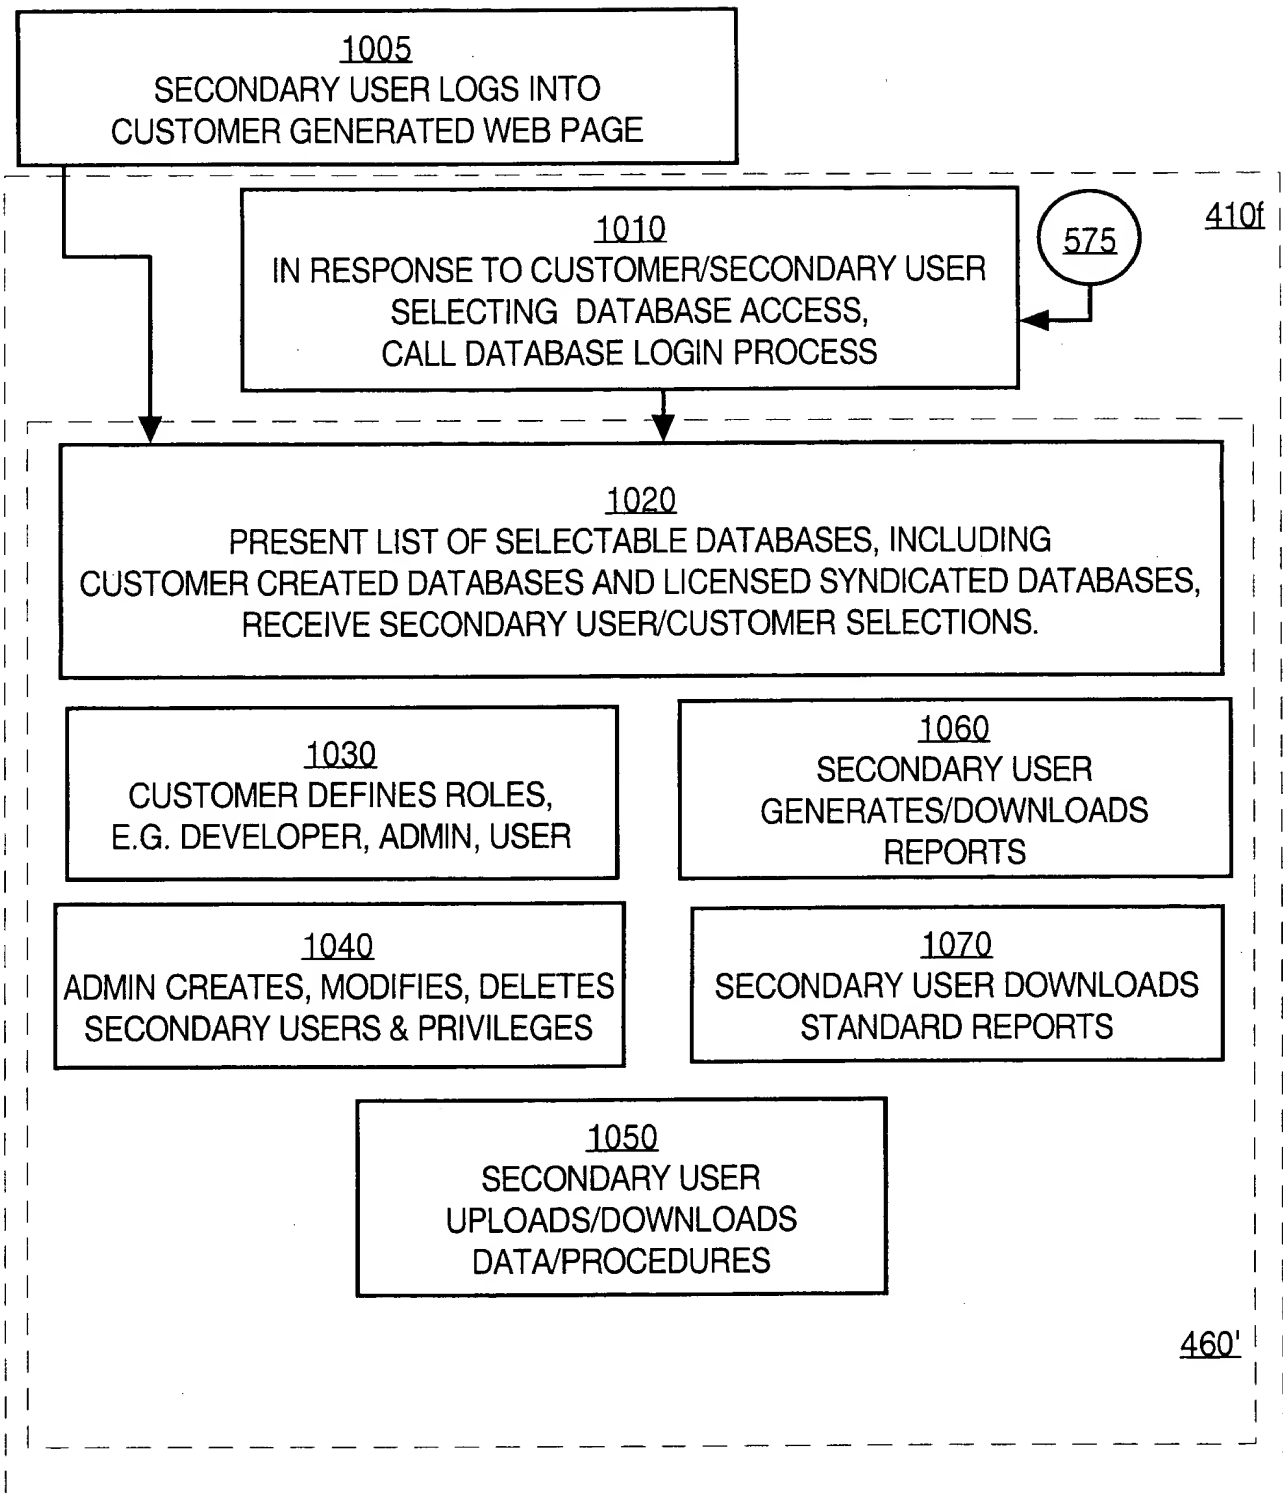 1005
SECONDARY USER LOGS INTO
CUSTOMER GENERATED WEB PAGE
410f
1010
IN RESPONSE TO CUSTOMER/SECONDARY USER
SELECTING DATABASE ACCESS,
CALL DATABASE LOGIN PROCESS
575
1020
PRESENT LIST OF SELECTABLE DATABASES, INCLUDING
CUSTOMER CREATED DATABASES AND LICENSED SYNDICATED DATABASES,
RECEIVE SECONDARY USER/CUSTOMER SELECTIONS.
1030
CUSTOMER DEFINES ROLES,
E.G. DEVELOPER, ADMIN, USER
1060
SECONDARY USER
GENERATES/DOWNLOADS
REPORTS
1040
ADMIN CREATES, MODIFIES, DELETES
SECONDARY USERS & PRIVILEGES
1070
SECONDARY USER DOWNLOADS
STANDARD REPORTS
1050
SECONDARY USER
UPLOADS/DOWNLOADS
DATA/PROCEDURES
460'